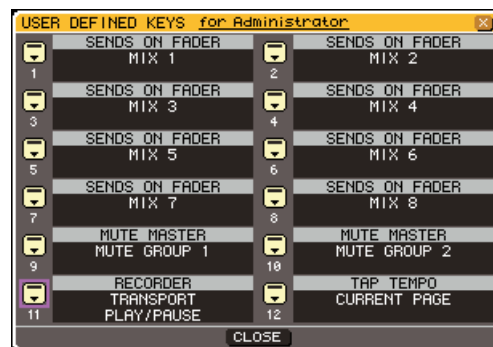 USER DEFINED KEYS for Administrator
SENDS ON FADER
MIX 1
1
SENDS ON FADER
MIX 2
2
SENDS ON FADER
MIX 3
3
SENDS ON FADER
MIX 4
4
SENDS ON FADER
MIX 5
5
SENDS ON FADER
MIX 6
6
SENDS ON FADER
MIX 7
7
SENDS ON FADER
MIX 8
8
MUTE MASTER
MUTE GROUP 1
9
MUTE MASTER
MUTE GROUP 2
10
RECORDER
TRANSPORT
PLAY/PAUSE
11
TAP TEMPO
CURRENT PAGE
12
CLOSE